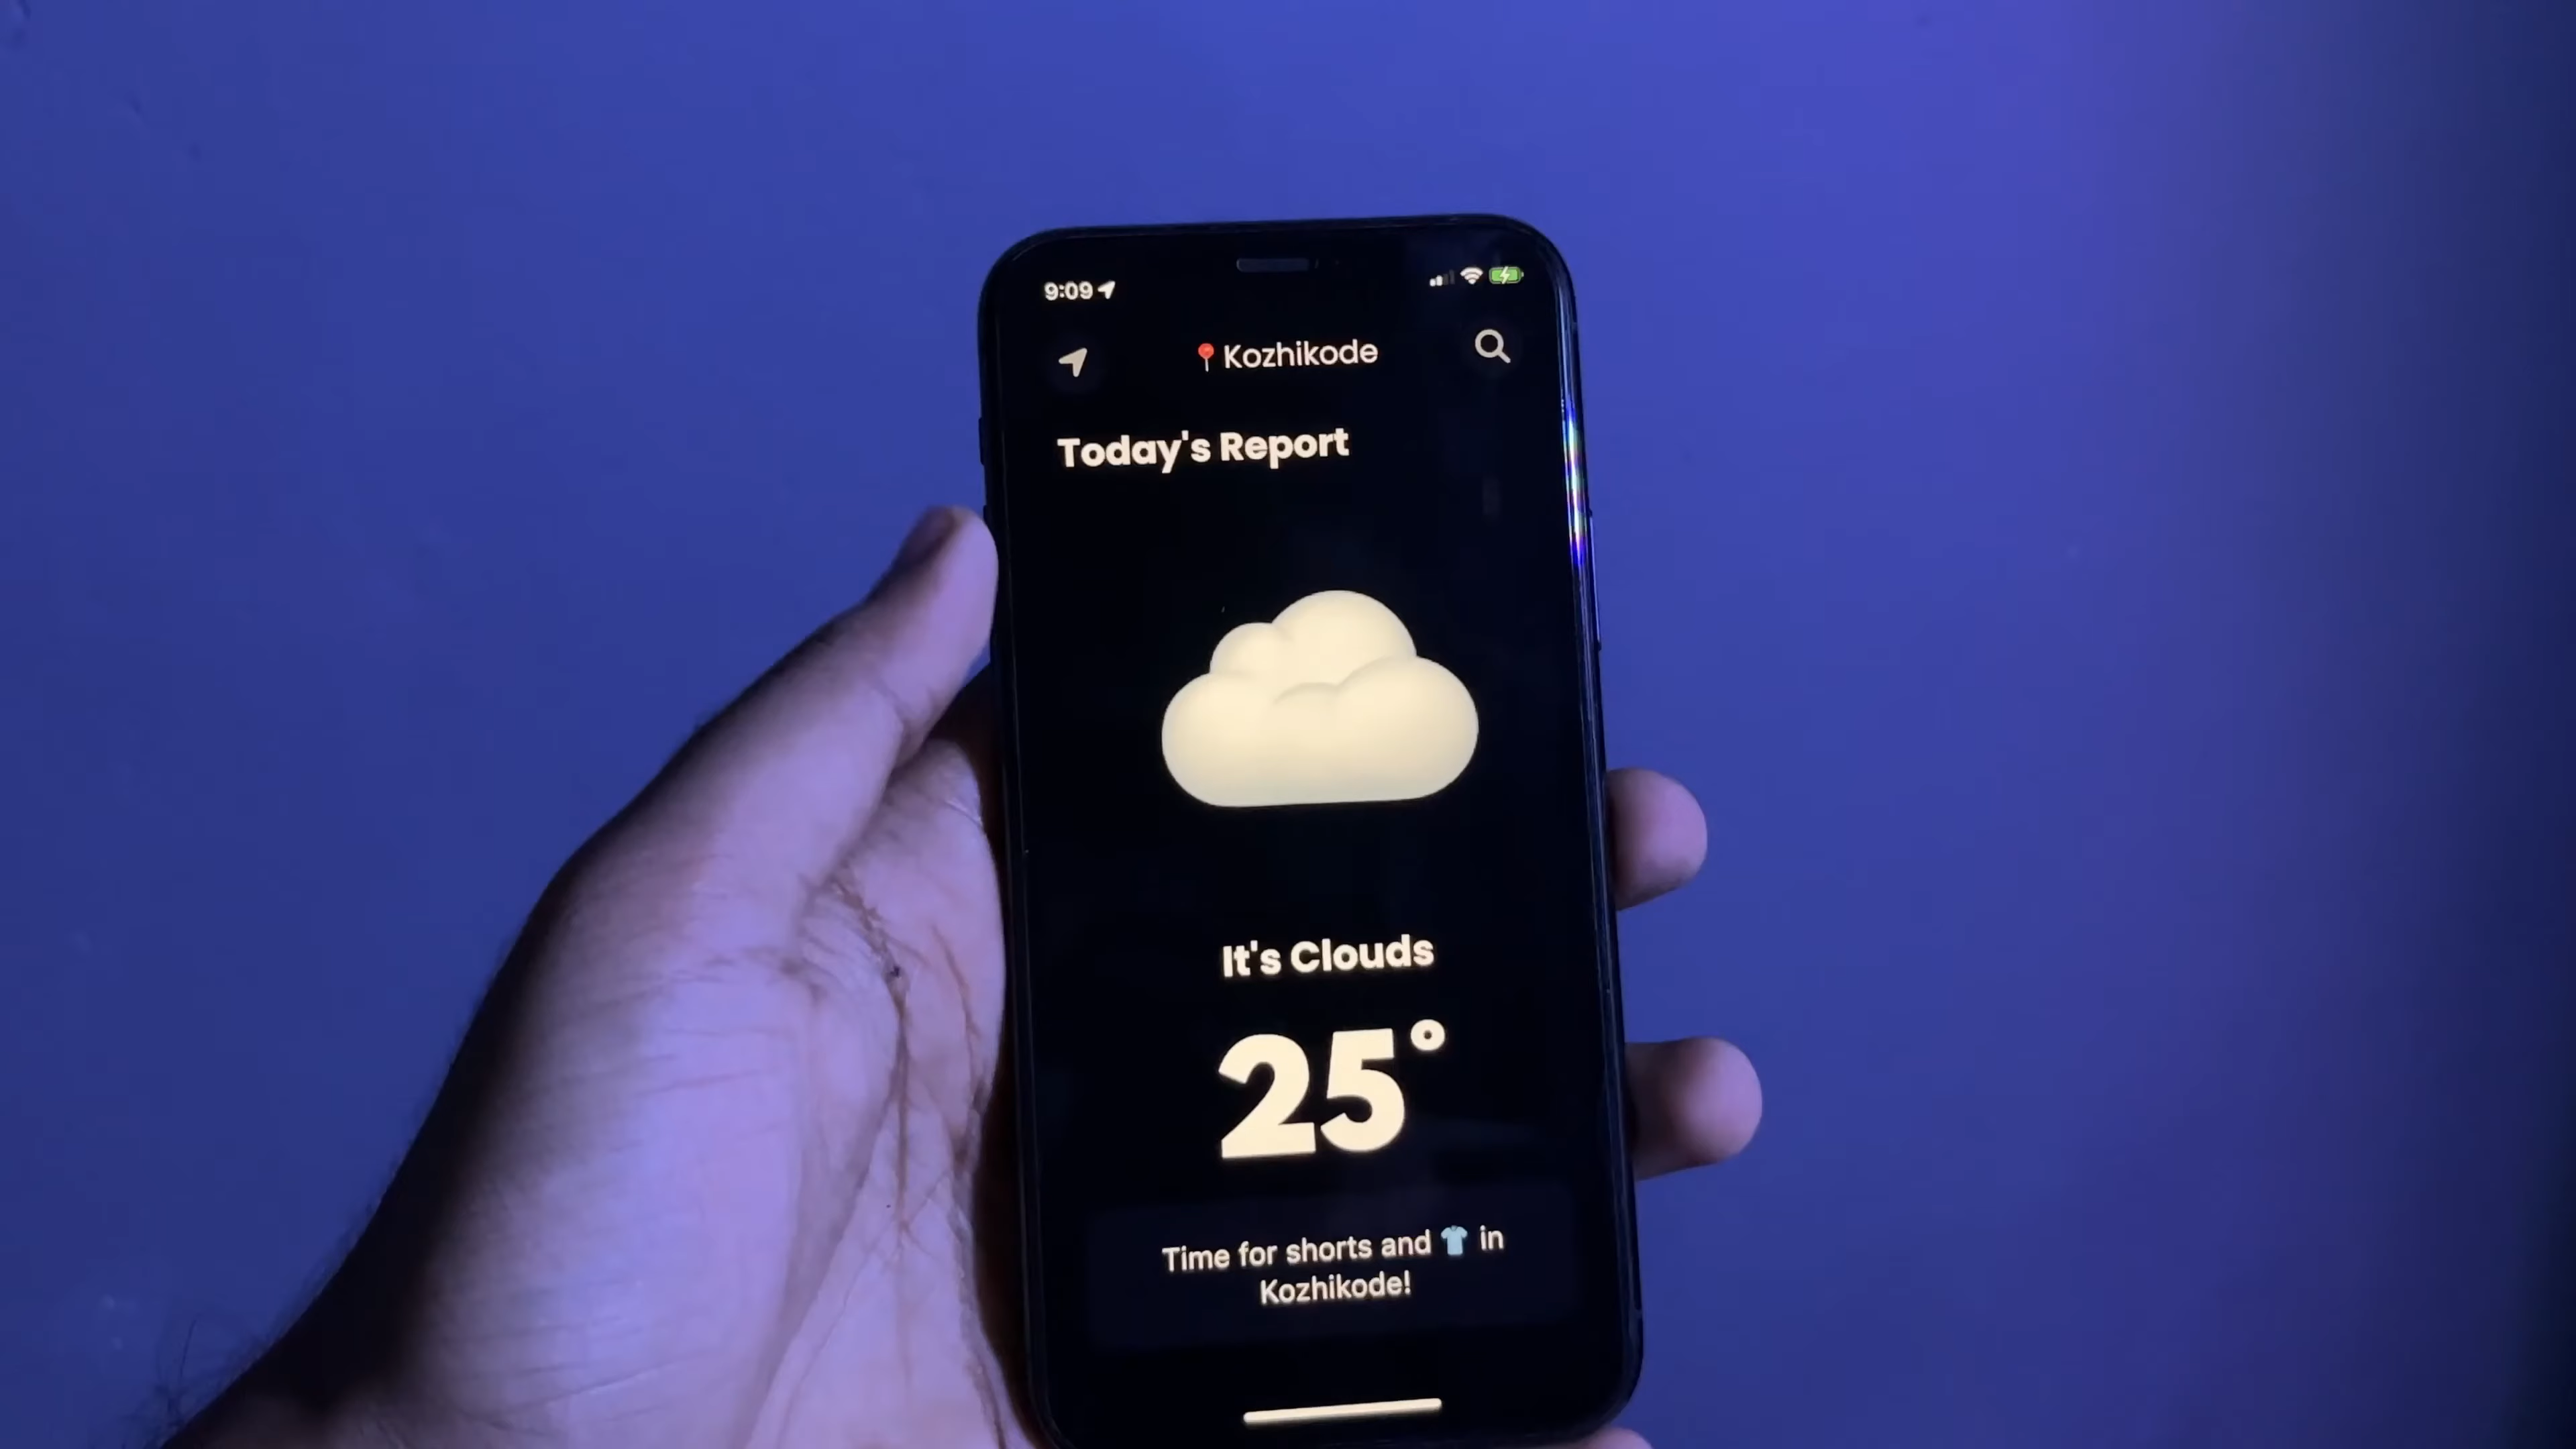 9:09
📍Kozhikode
Today's Report
It's Clouds
25°
Time for shorts and 👕 in
Kozhikode!